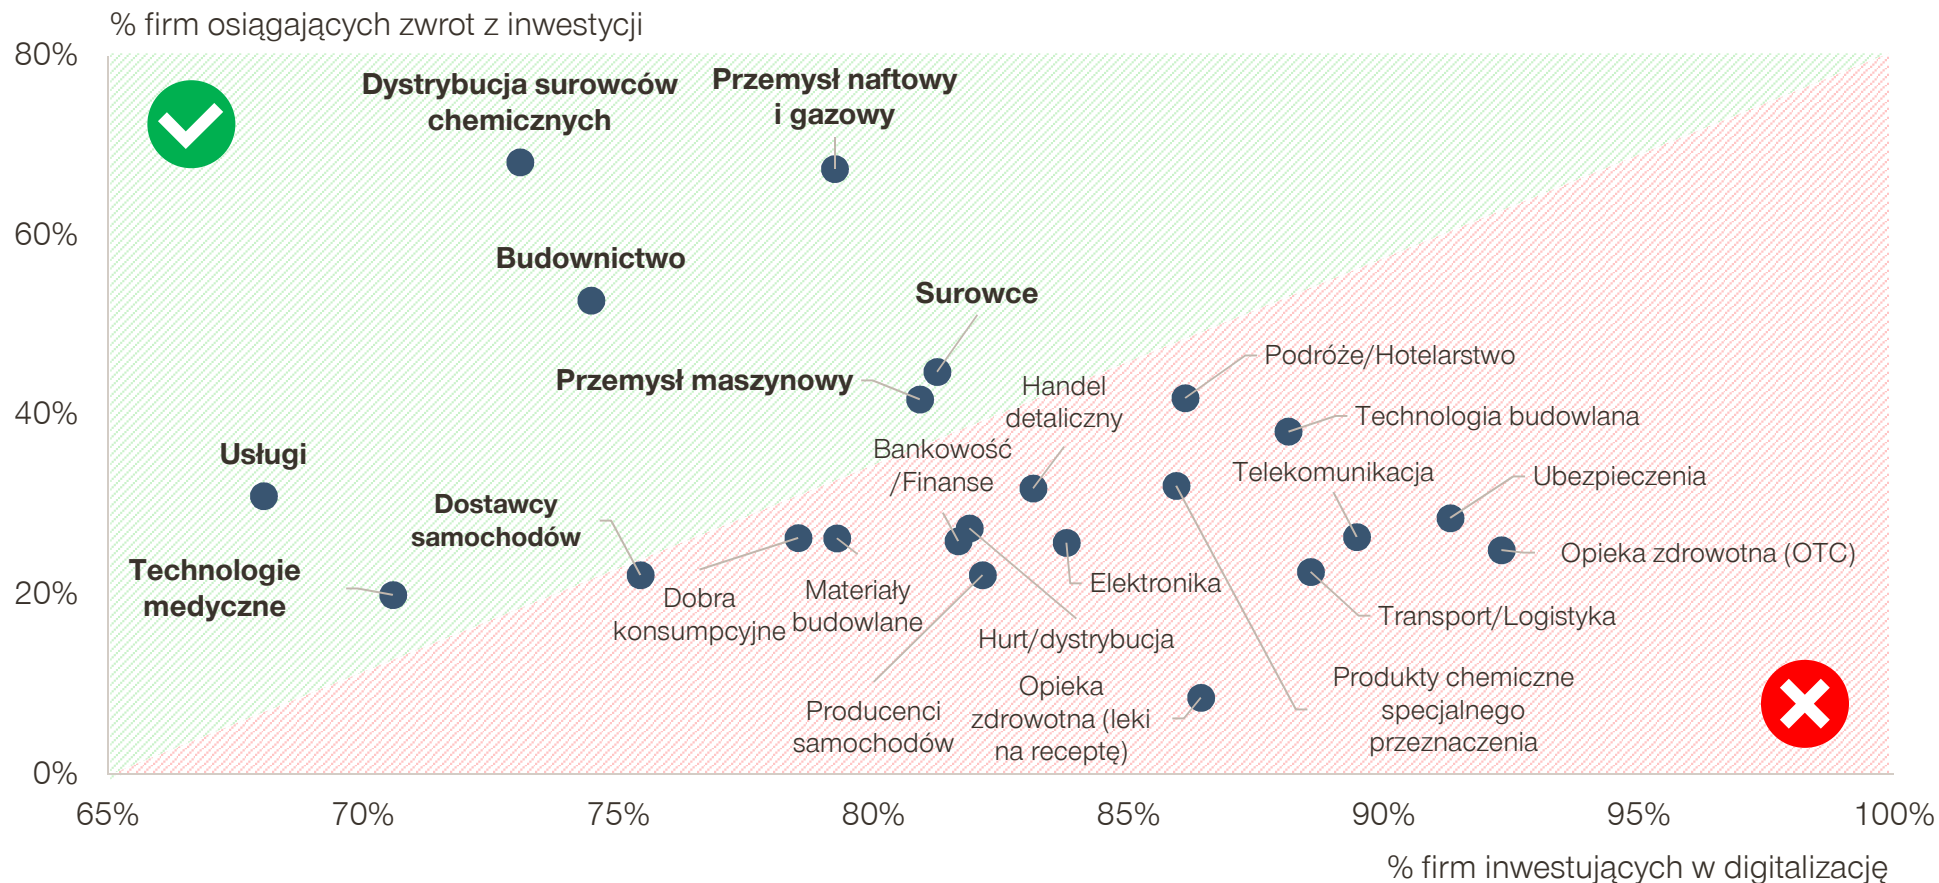 % firm osiągających zwrot z inwestycji
80%
60%
40%
20%
0%
Dystrybucja surowców
chemicznych
Przemysł naftowy
i gazowy
Budownictwo
Surowce
Przemysł maszynowy
Podróże/Hotelarstwo
Handel
detaliczny
Technologia budowlana
Bankowość
/Finanse
Usługi
Telekomunikacja
Ubezpieczenia
Dostawcy
samochodów
Opieka zdrowotna (OTC)
Technologie
medyczne
Elektronika
Dobra
konsumpcyjne
Materiały
budowlane
Transport/Logistyka
Hurt/dystrybucja
Opieka
zdrowotna (leki
na receptę)
Produkty chemiczne
specjalnego
przeznaczenia
Producenci
samochodów
65%
70%
75%
80%
85%
90%
95%
100%
% firm inwestujących w digitalizację